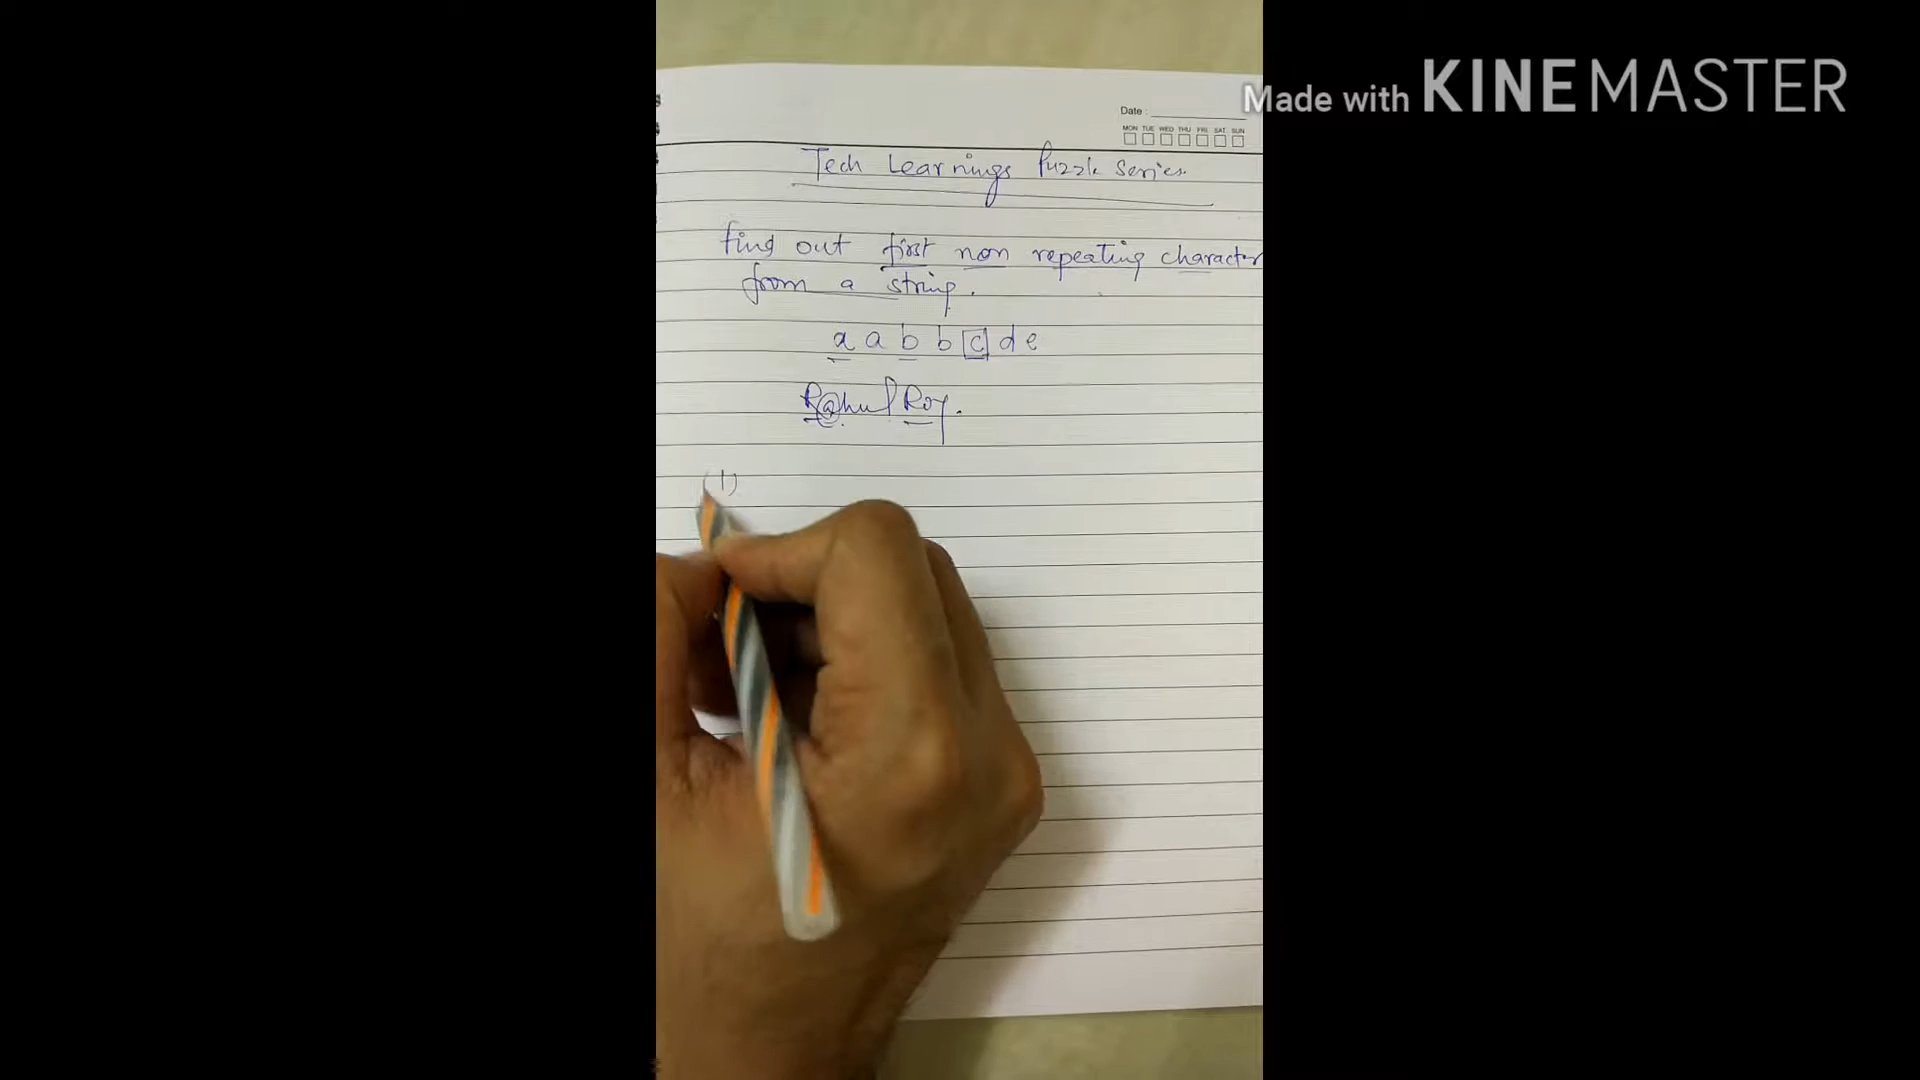 Made with KINEMASTER
Date :
MON TUE WED THU FRI SAT SUN
Tech Learnings Puzzle Series.
find out first non repeating character
from a string.
a a b b c d e
Rahul Roy.
(1)